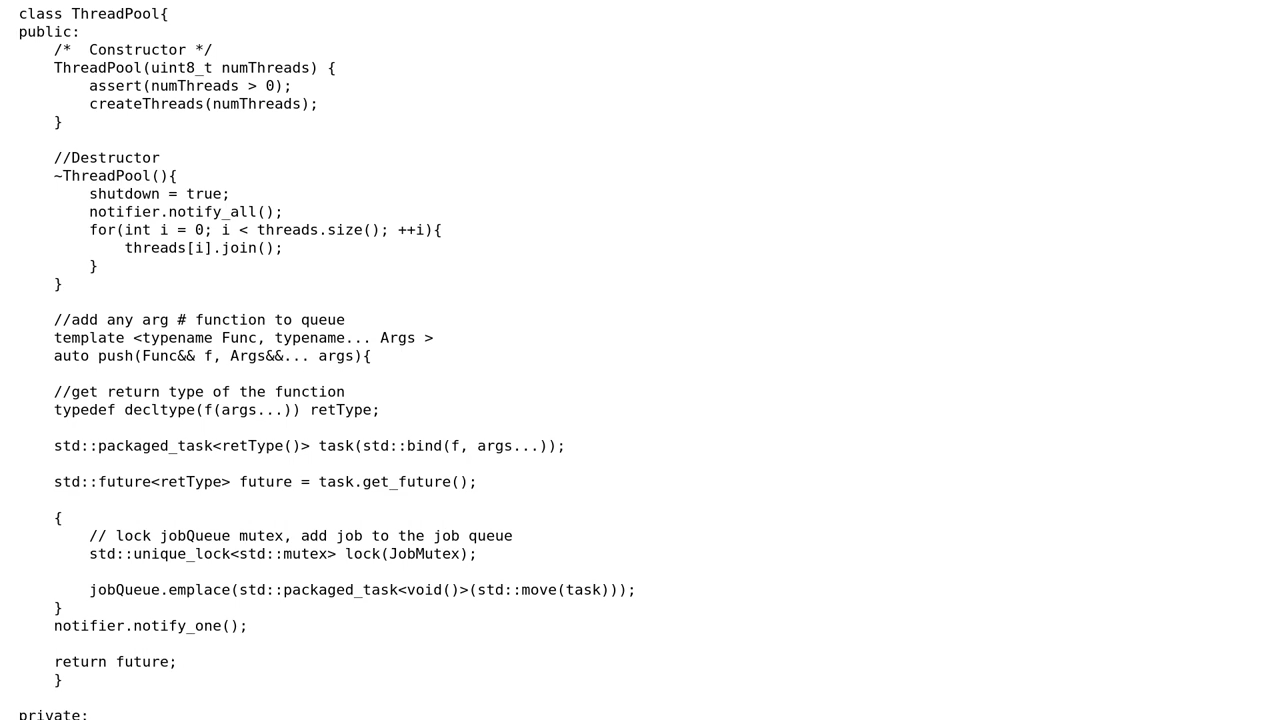 class ThreadPool{
public:
    /*  Constructor */
    ThreadPool(uint8_t numThreads) {
        assert(numThreads > 0);
        createThreads(numThreads);
    }

    //Destructor
    ~ThreadPool(){
        shutdown = true;
        notifier.notify_all();
        for(int i = 0; i < threads.size(); ++i){
            threads[i].join();
        }
    }

    //add any arg # function to queue
    template <typename Func, typename... Args >
    auto push(Func&& f, Args&&... args){

    //get return type of the function
    typedef decltype(f(args...)) retType;

    std::packaged_task<retType()> task(std::bind(f, args...));

    std::future<retType> future = task.get_future();

    {
        // lock jobQueue mutex, add job to the job queue
        std::unique_lock<std::mutex> lock(JobMutex);

        jobQueue.emplace(std::packaged_task<void()>(std::move(task)));
    }
    notifier.notify_one();

    return future;
    }

private: